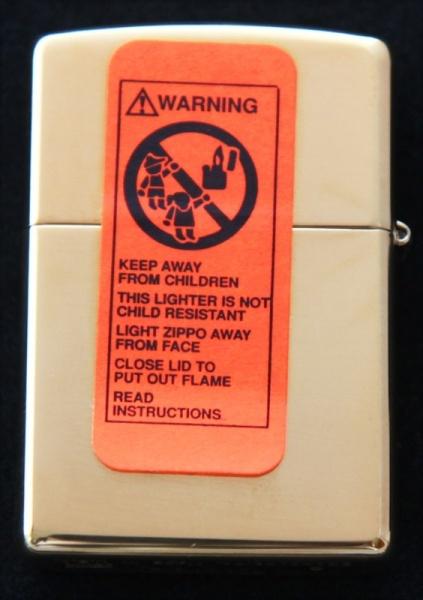 WARNING
KEEP AWAY
FROM CHILDREN
THIS LIGHTER IS NOT
CHILD RESISTANT
LIGHT ZIPPO AWAY
FROM FACE
CLOSE LID TO
PUT OUT FLAME
READ
INSTRUCTIONS